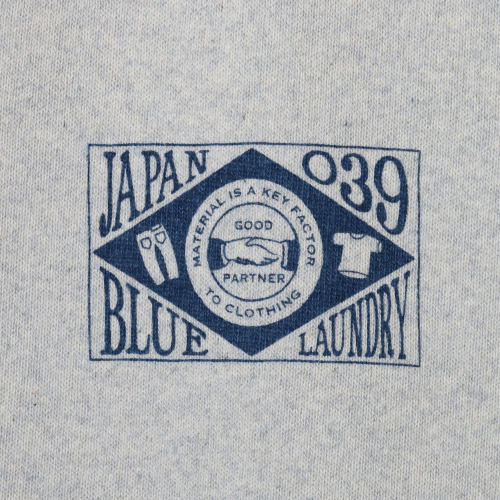 JAPAN 039
MATERIAL IS A KEY FACTOR
GOOD
PARTNER
TO CLOTHING
BLUE LAUNDRY